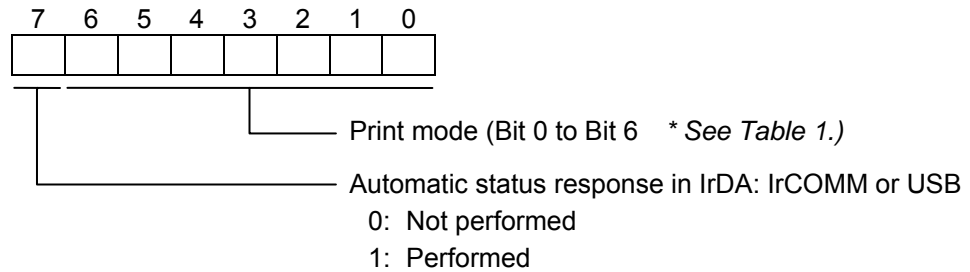 7 6 5 4 3 2 1 0
Print mode (Bit 0 to Bit 6 * See Table 1.)
Automatic status response in IrDA: IrCOMM or USB
0: Not performed
1: Performed